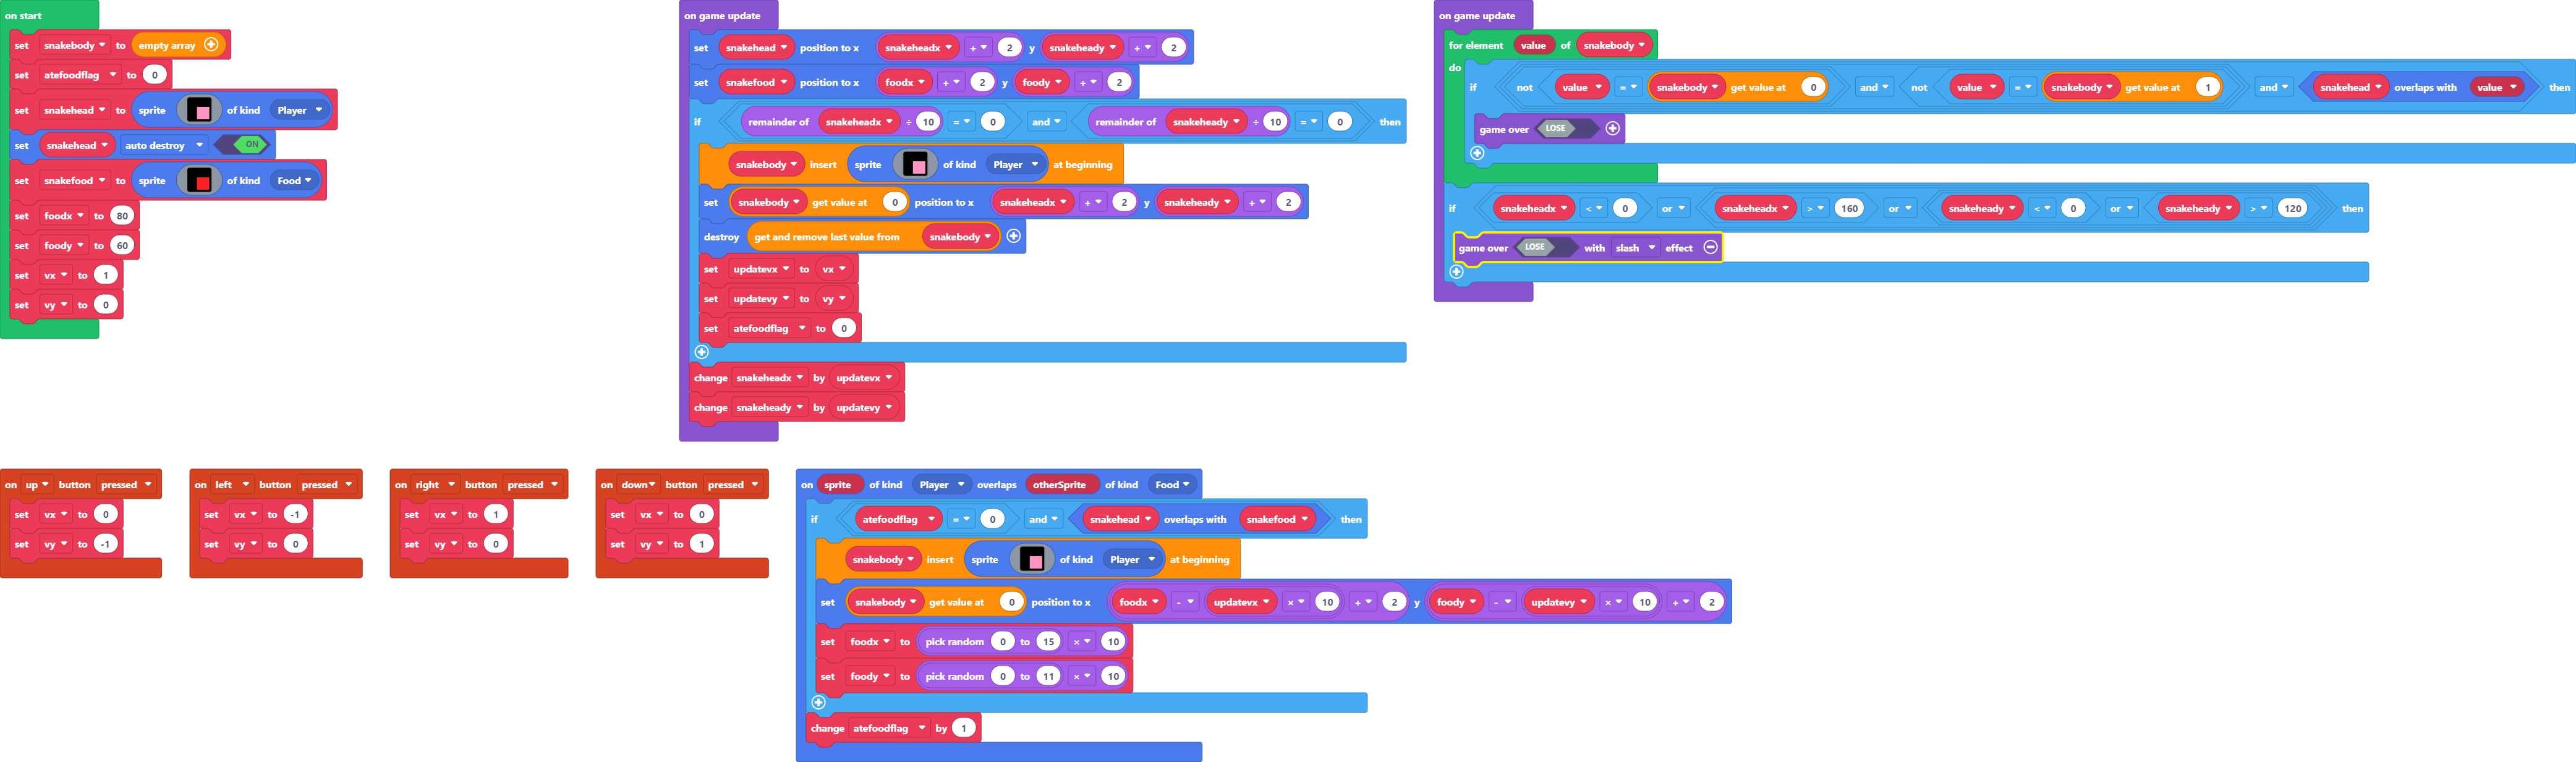 on start
set snakebody to empty array
set atefoodflag to 0
set snakehead to sprite of kind Player
set snakehead auto destroy ON
set snakefood to sprite of kind Food
set foodx to 80
set foody to 60
set vx to 1
set vy to 0
on game update
set snakehead position to x snakeheadx + 2 y snakeheady + 2
set snakefood position to x foodx + 2 y foody + 2
if remainder of snakeheadx ÷ 10 = 0 and remainder of snakeheady ÷ 10 = 0 then
snakebody insert sprite of kind Player at beginning
set snakebody get value at 0 position to x snakeheadx + 2 y snakeheady + 2
destroy get and remove last value from snakebody
set updatevx to vx
set updatevy to vy
set atefoodflag to 0
change snakeheadx by updatevx
change snakeheady by updatevy
on game update
for element value of snakebody
do
if not value = snakebody get value at 0 and not value = snakebody get value at 1 and snakehead overlaps with value then
game over LOSE
if snakeheadx < 0 or snakeheadx > 160 or snakeheady < 0 or snakeheady > 120 then
game over LOSE with slash effect
on up button pressed
set vx to 0
set vy to -1
on left button pressed
set vx to -1
set vy to 0
on right button pressed
set vx to 1
set vy to 0
on down button pressed
set vx to 0
set vy to 1
on sprite of kind Player overlaps otherSprite of kind Food
if atefoodflag = 0 and snakehead overlaps with snakefood then
snakebody insert sprite of kind Player at beginning
set snakebody get value at 0 position to x foodx - updatevx × 10 + 2 y foody - updatevy × 10 + 2
set foodx to pick random 0 to 15 × 10
set foody to pick random 0 to 11 × 10
change atefoodflag by 1